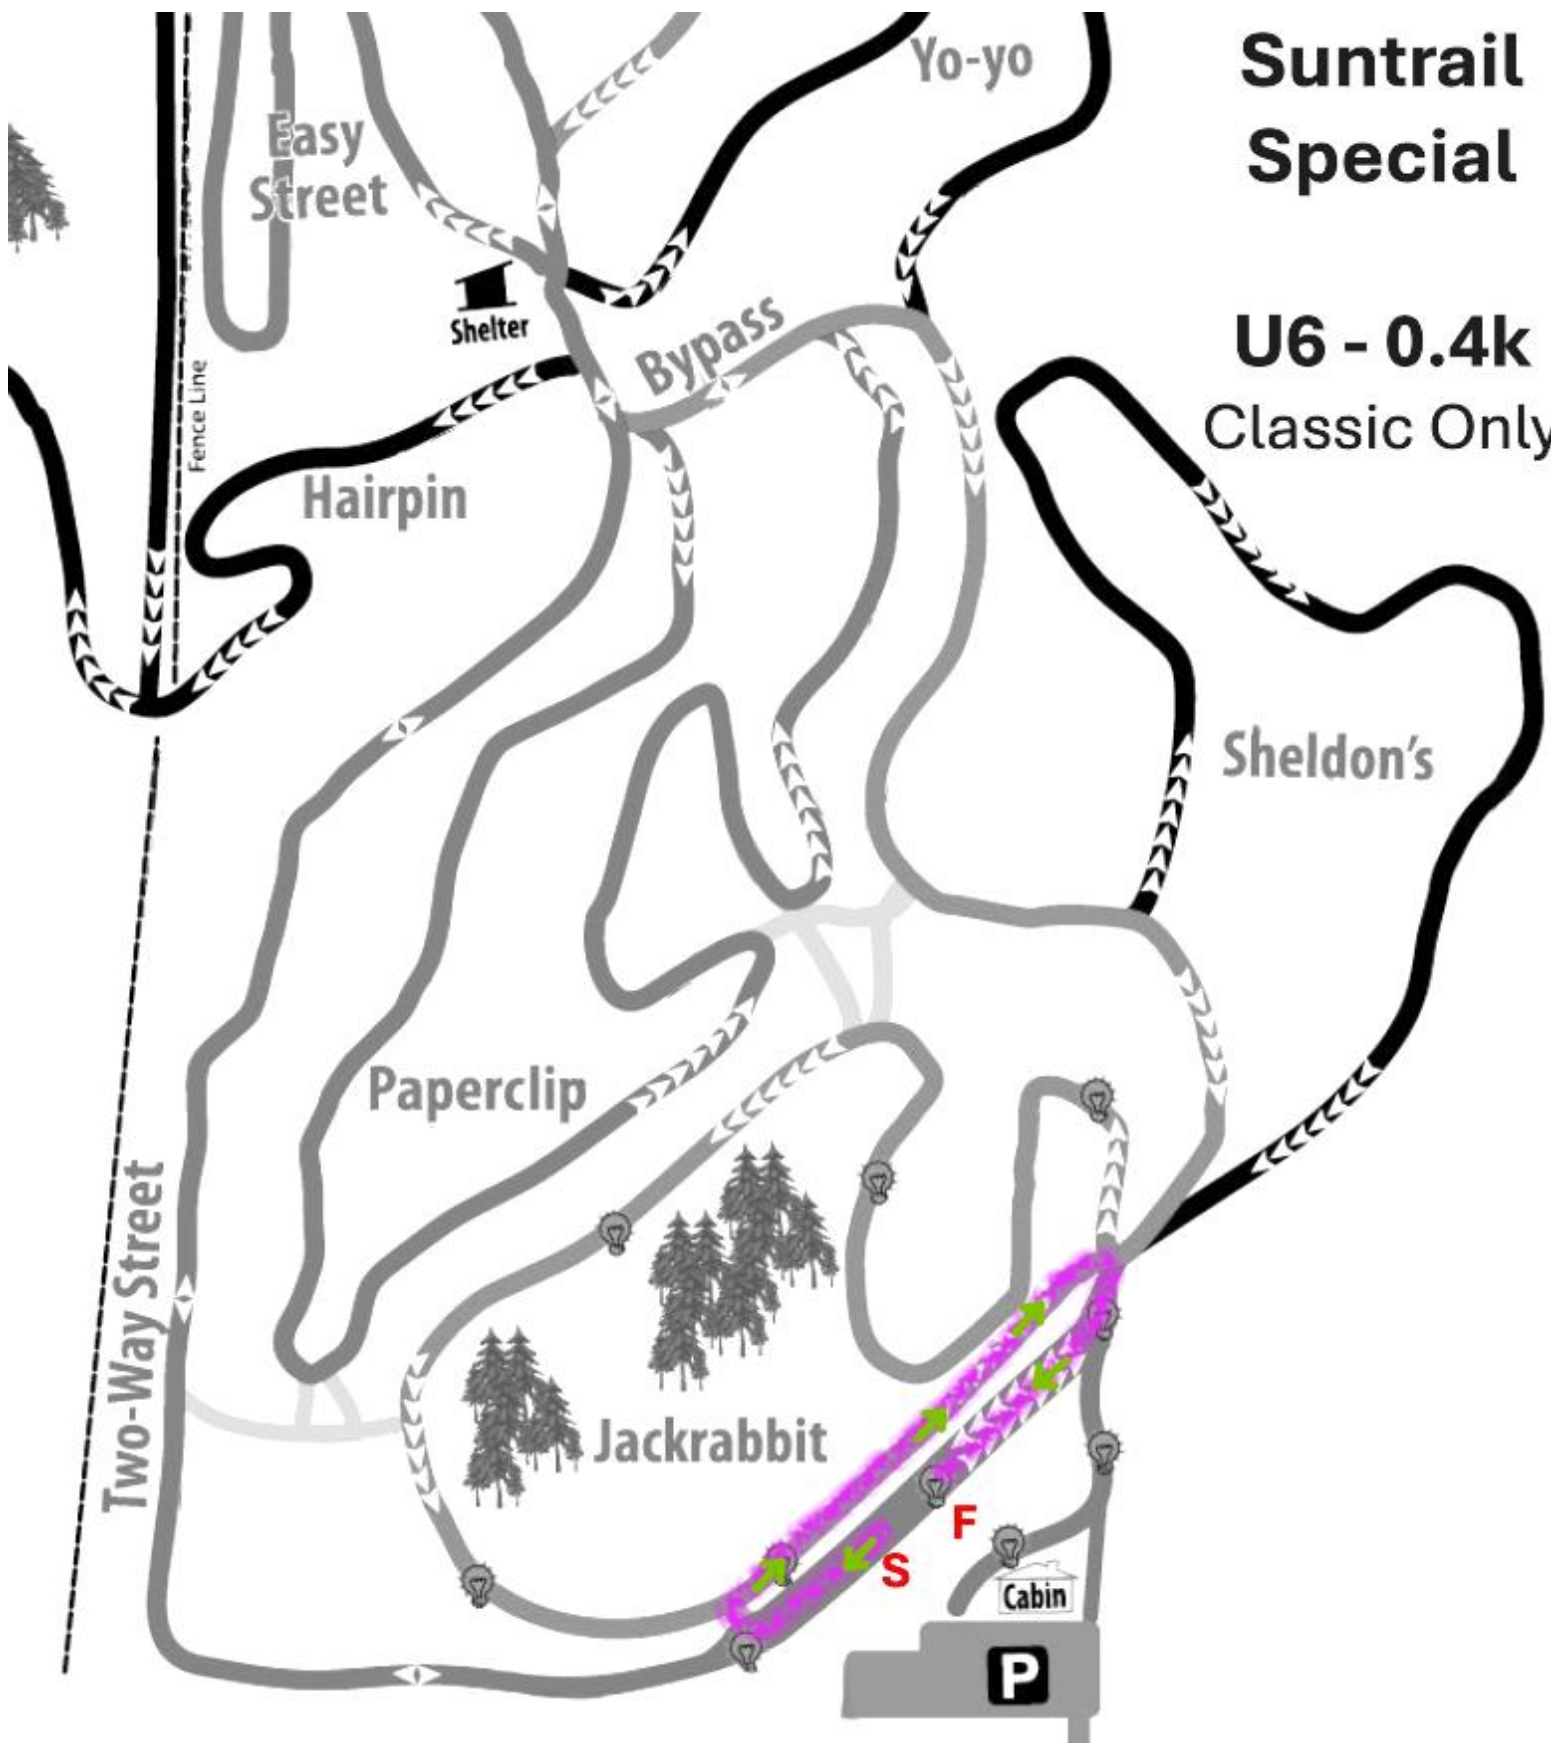 Suntrail
Special
U6 - 0.4k
Classic Only
Yo-yo
Easy
Street
Shelter
Bypass
Fence Line
Hairpin
Sheldon's
Paperclip
Two-Way Street
Jackrabbit
F
S
Cabin
P